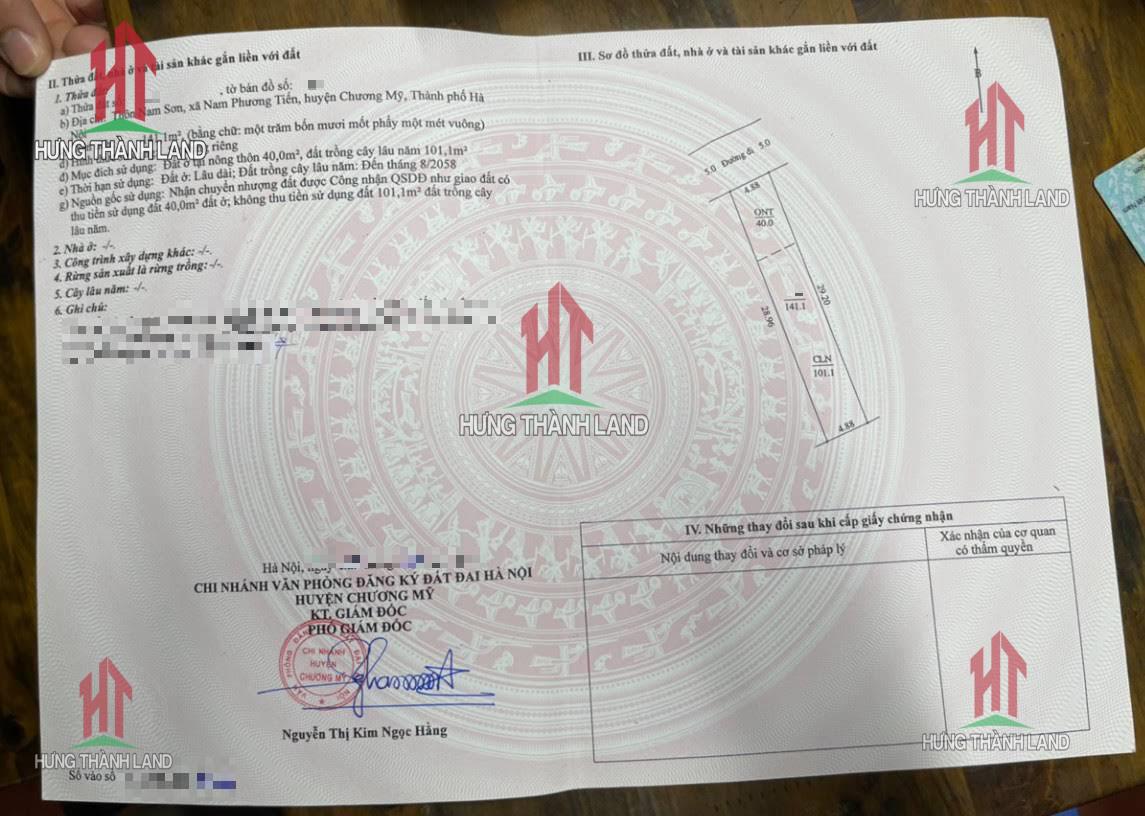 II. Thửa đất, nhà ở và tài sản khác gắn liền với đất
1. Thửa
a) Thửa đất số: , tờ bản đồ số:
b) Địa chỉ: Thôn Nam Sơn, xã Nam Phương Tiến, huyện Chương Mỹ, Thành phố Hà
Nội
141,1m², (bằng chữ: một trăm bốn mươi mốt phẩy một mét vuông)
riêng
đ) Mục đích sử dụng: Đất ở tại nông thôn 40,0m², đất trồng cây lâu năm 101,1m²
e) Thời hạn sử dụng: Đất ở: Lâu dài; Đất trồng cây lâu năm: Đến tháng 8/2058
g) Nguồn gốc sử dụng: Nhận chuyển nhượng đất được Công nhận QSDĐ như giao đất có
thu tiền sử dụng đất 40,0m² đất ở; không thu tiền sử dụng đất 101,1m² đất trồng cây
lâu năm.
2. Nhà ở: -/-.
3. Công trình xây dựng khác: -/-.
4. Rừng sản xuất là rừng trồng: -/-.
5. Cây lâu năm: -/-.
6. Ghi chú:
Hà Nội,
CHI NHÁNH VĂN PHÒNG ĐĂNG KÝ ĐẤT ĐAI HÀ NỘI
HUYỆN CHƯƠNG MỸ
KT. GIÁM ĐỐC
PHÓ GIÁM ĐỐC
CHI NHÁNH
HUYỆN
CHƯƠNG MỸ
Nguyễn Thị Kim Ngọc Hằng
Số vào sổ
III. Sơ đồ thửa đất, nhà ở và tài sản khác gắn liền với đất
B
5.0 Đường đi 5.0
4.88
ONT
40.0
141.1
29.20
28.96
CLN
101.1
4.88
IV. Những thay đổi sau khi cấp giấy chứng nhận
Nội dung thay đổi và cơ sở pháp lý
Xác nhận của cơ quan
có thẩm quyền
HƯNG THÀNH LAND
HƯNG THÀNH LAND
HƯNG THÀNH LAND
HƯNG THÀNH LAND
HƯNG THÀNH LAND